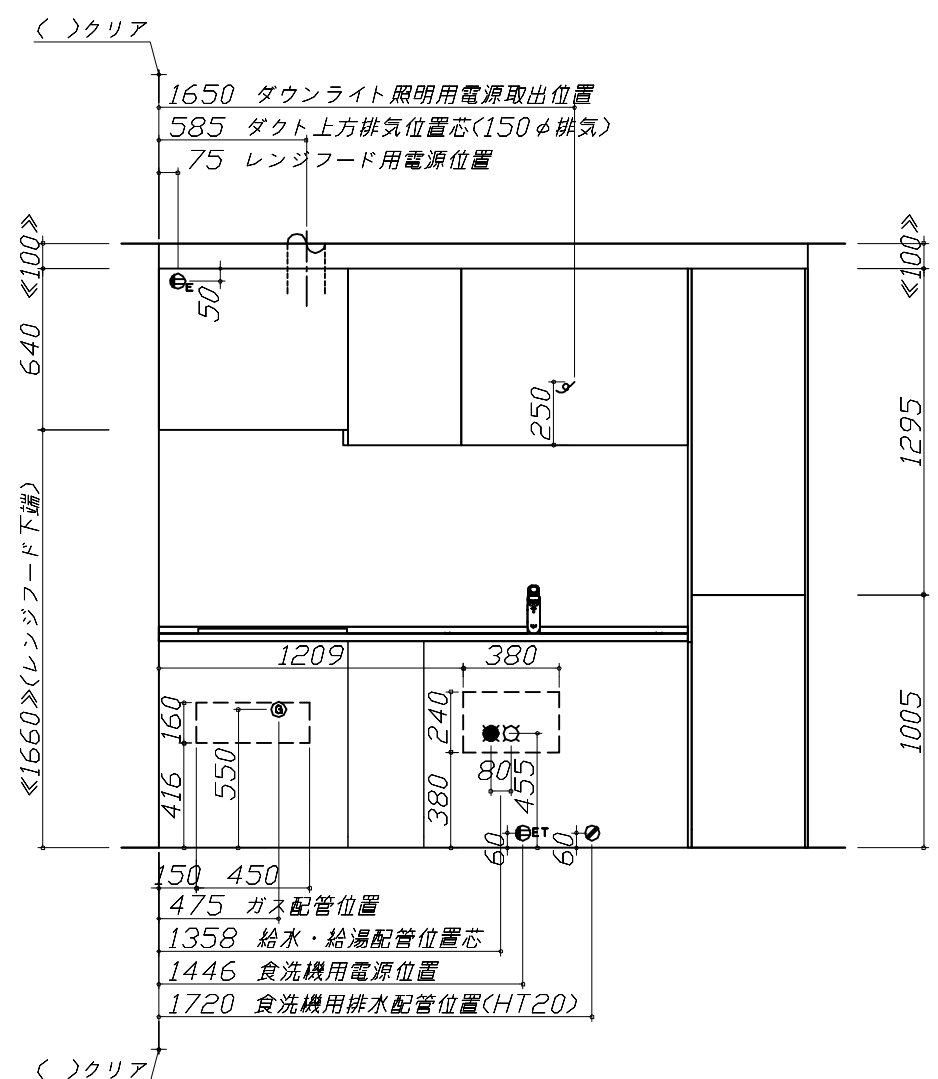 ( )クリア
1650 ダウンライト照明用電源取出位置
585 ダクト上方排気位置芯(150φ排気)
75 レンジフード用電源位置
≪100≫
≪100≫
E
50
640
250
1295
≪1660≫(レンジフード下端)
1209
380
160
G
240
550
80
455
416
380
1005
60
ET
60
150
450
475 ガス配管位置
1358 給水・給湯配管位置芯
1446 食洗機用電源位置
1720 食洗機用排水配管位置(HT20)
( )クリア